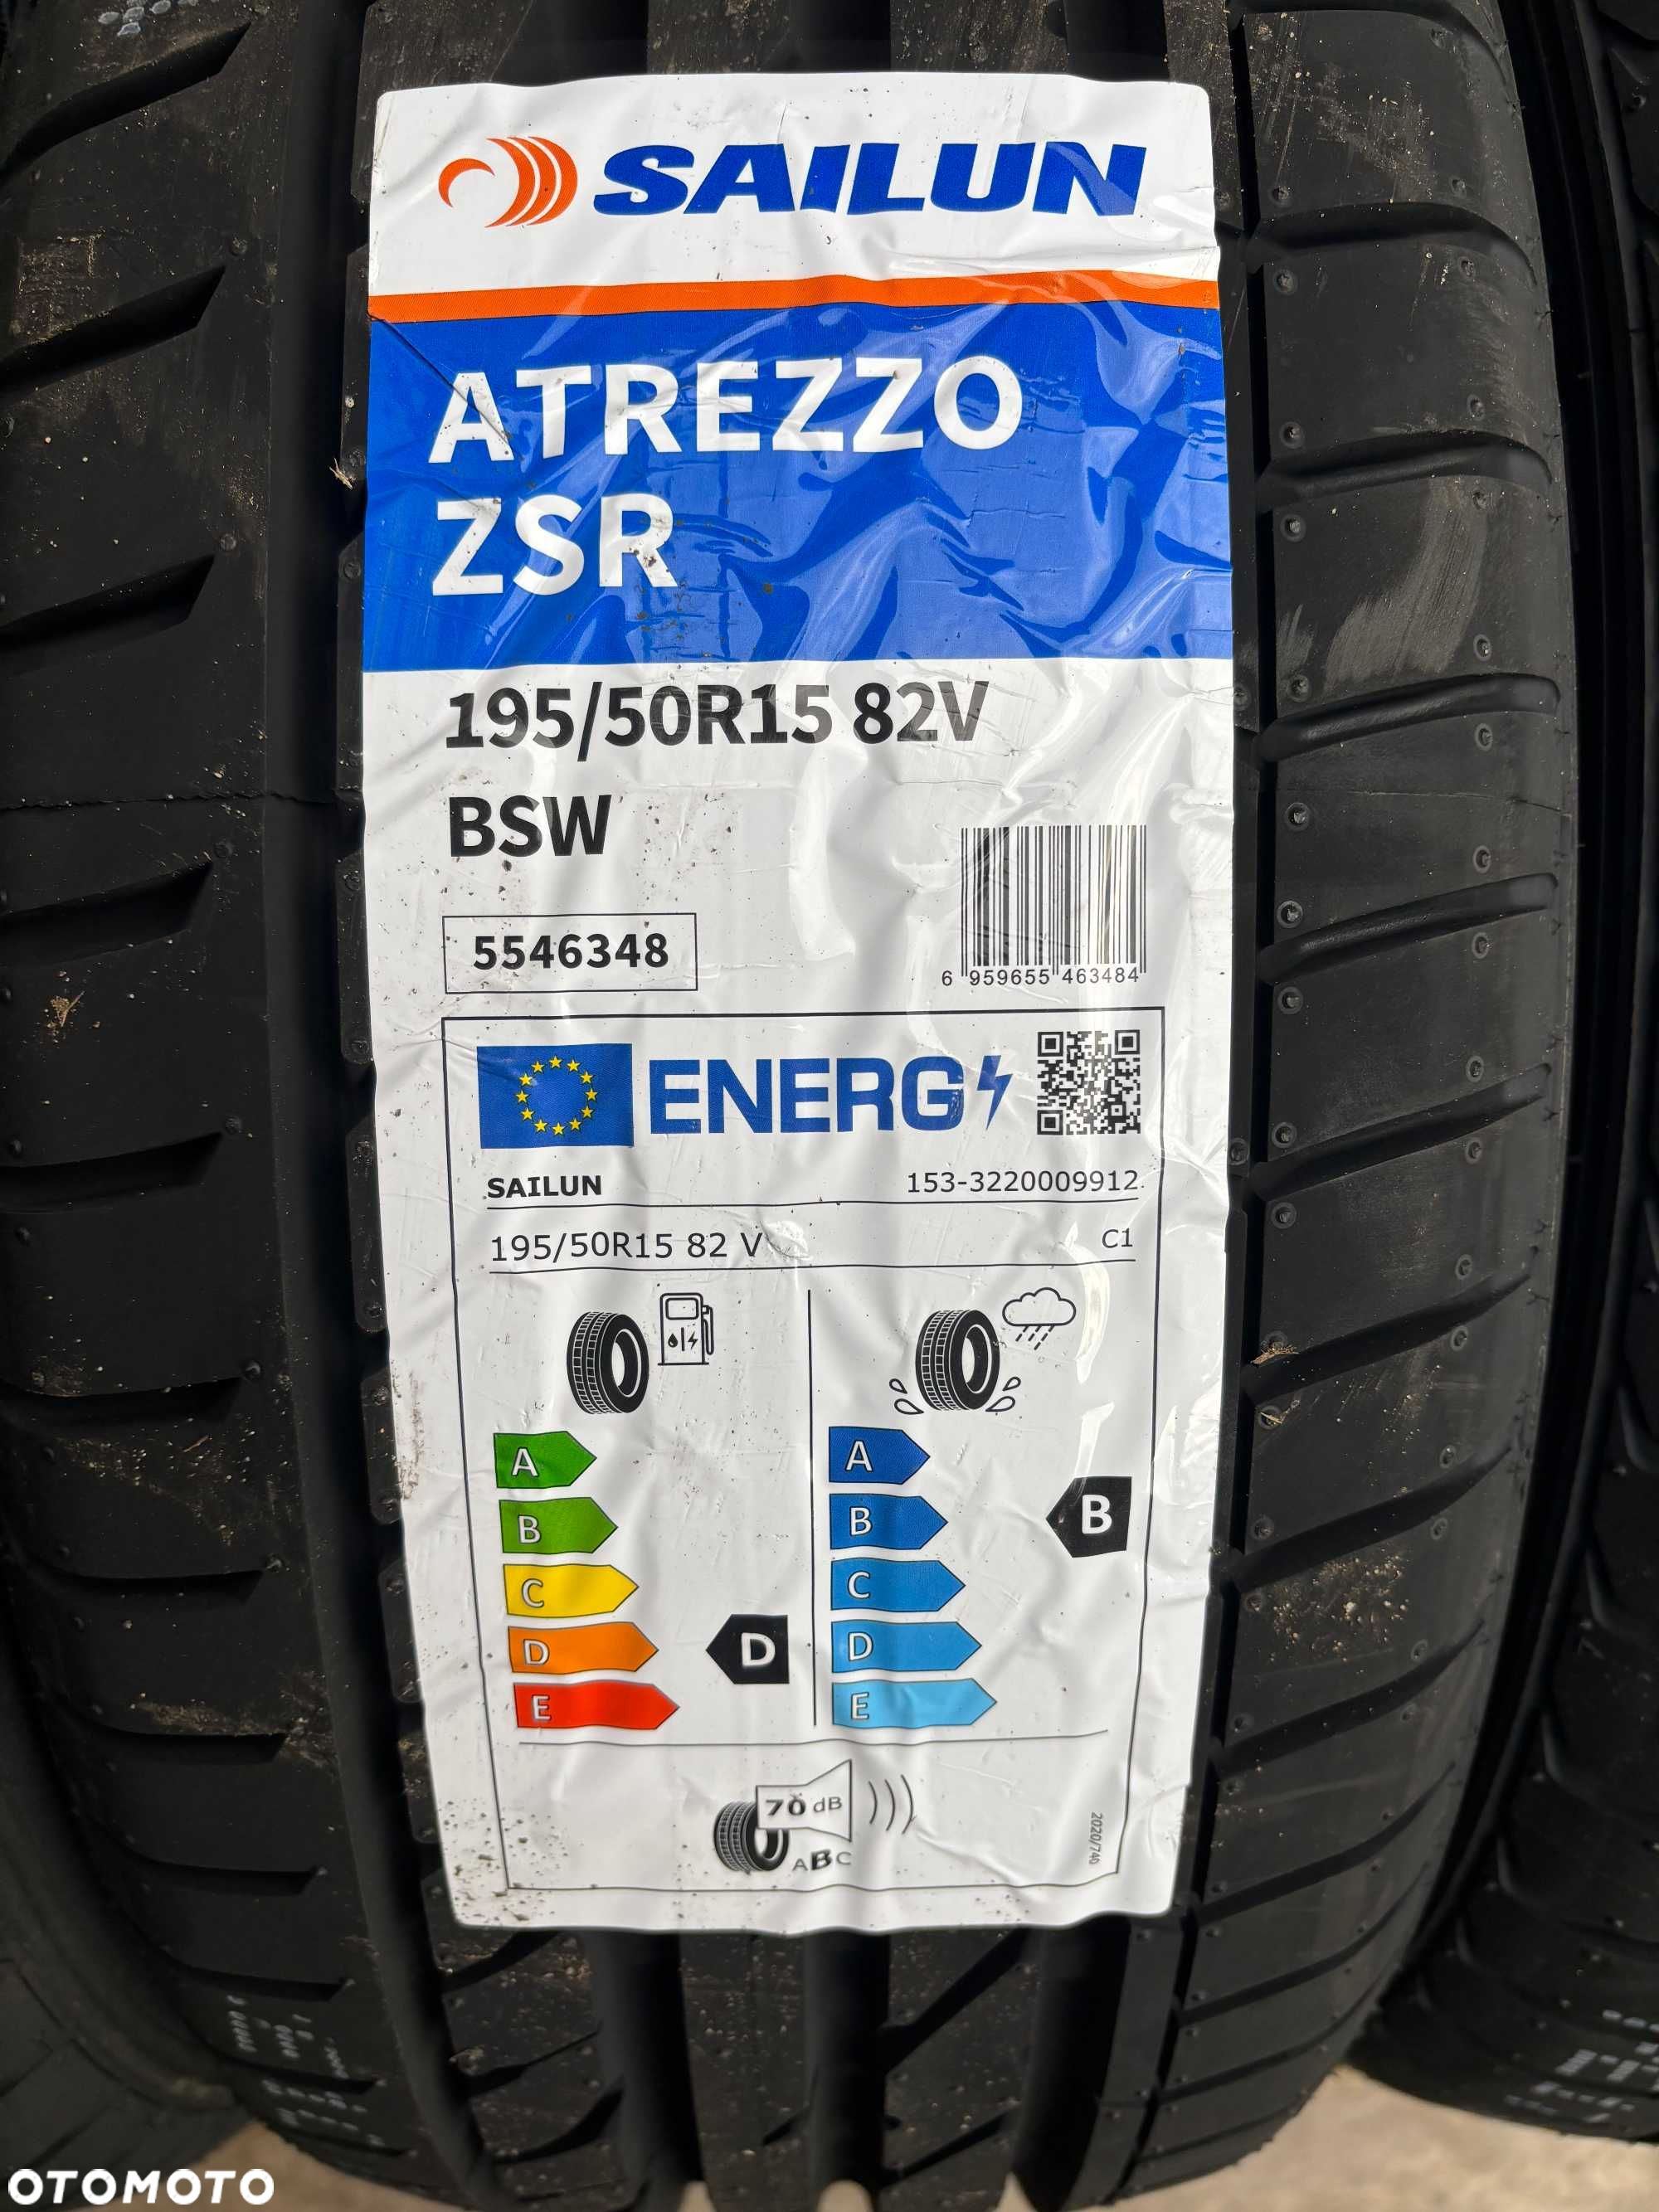 SAILUN
ATREZZO
ZSR
195/50R15 82V
BSW
5546348
6 959655 463484
ENERG
SAILUN 153-3220009912
195/50R15 82 V C1
A
B
C
D
E
D
A
B
C
D
E
B
70 dB
ABC
2020/740
OTOMOTO